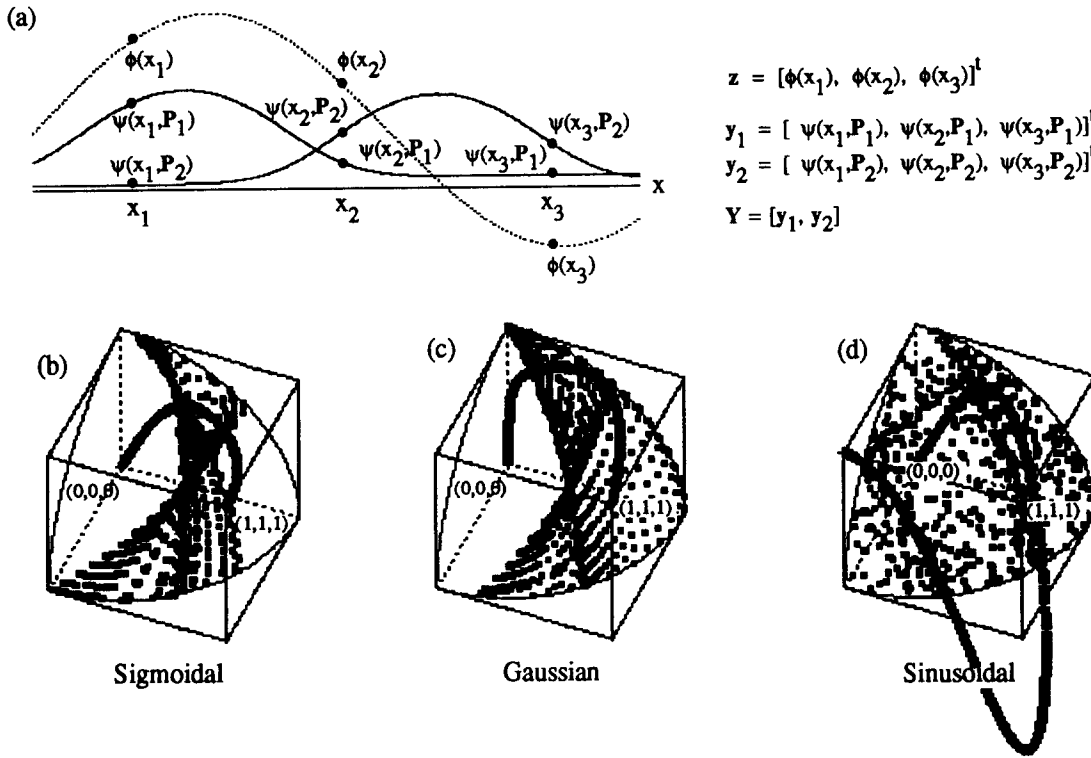 (a)
ϕ(x₁)
ϕ(x₂)
ψ(x₁,P₁)
ψ(x₂,P₂)
ψ(x₃,P₂)
ψ(x₁,P₂)
ψ(x₂,P₁)
ψ(x₃,P₁)
x
x₁
x₂
x₃
ϕ(x₃)
z = [ϕ(x₁), ϕ(x₂), ϕ(x₃)]ᵗ
y₁ = [ ψ(x₁,P₁), ψ(x₂,P₁), ψ(x₃,P₁)]ᵗ
y₂ = [ ψ(x₁,P₂), ψ(x₂,P₂), ψ(x₃,P₂)]ᵗ
Y = [y₁, y₂]
(b)
(0,0,0)
(1,1,1)
Sigmoidal
(c)
(0,0,0)
(1,1,1)
Gaussian
(d)
(0,0,0)
(1,1,1)
Sinusoidal